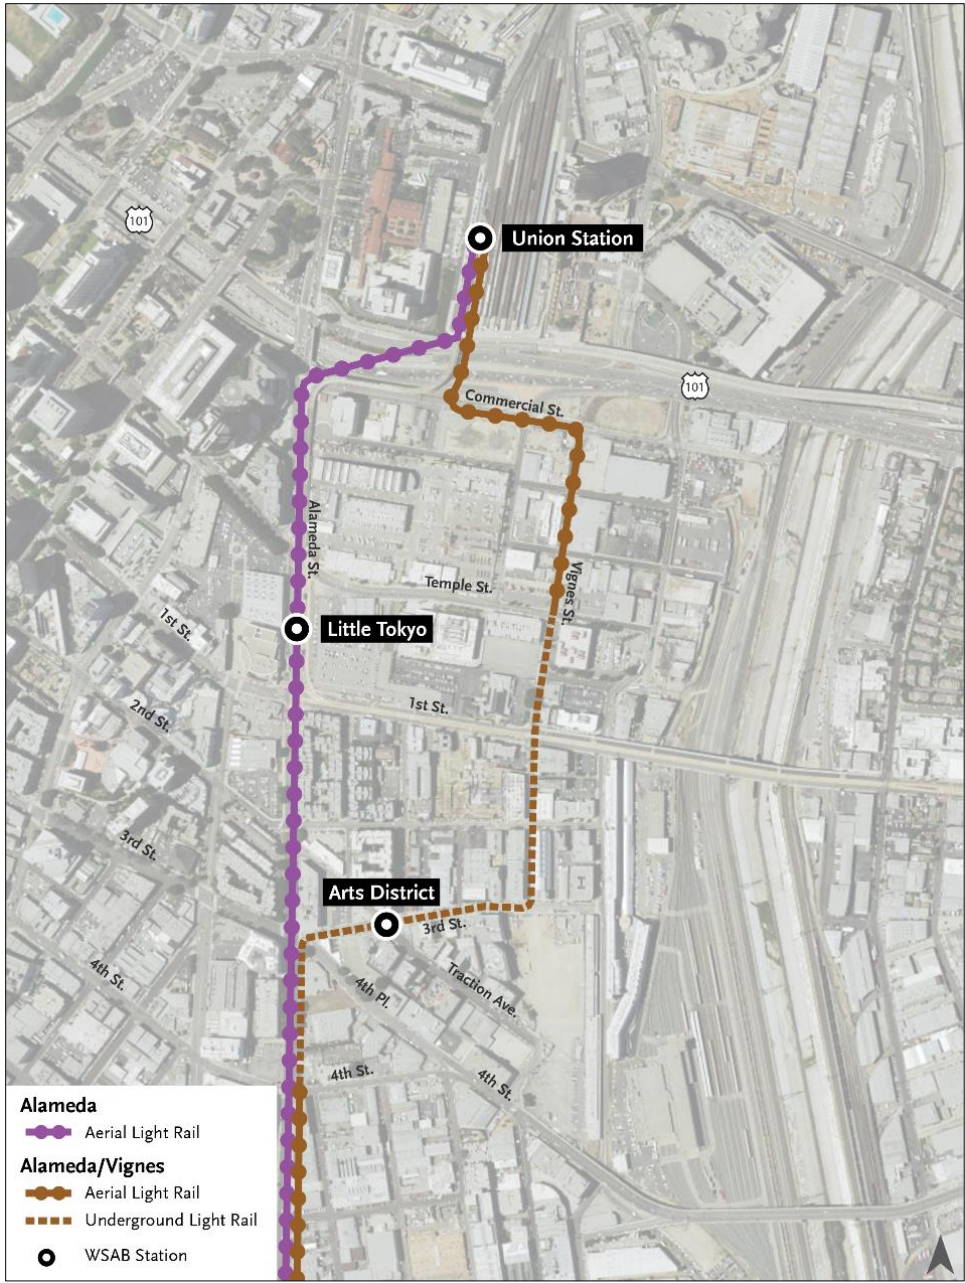 101
Union Station
101
Commercial St.
Alameda St.
Vignes St.
Temple St.
1st St.
Little Tokyo
2nd St.
1st St.
3rd St.
Arts District
3rd St.
4th St.
4th Pl.
Traction Ave.
4th St.
4th St.
Alameda
Aerial Light Rail
Alameda/Vignes
Aerial Light Rail
Underground Light Rail
WSAB Station